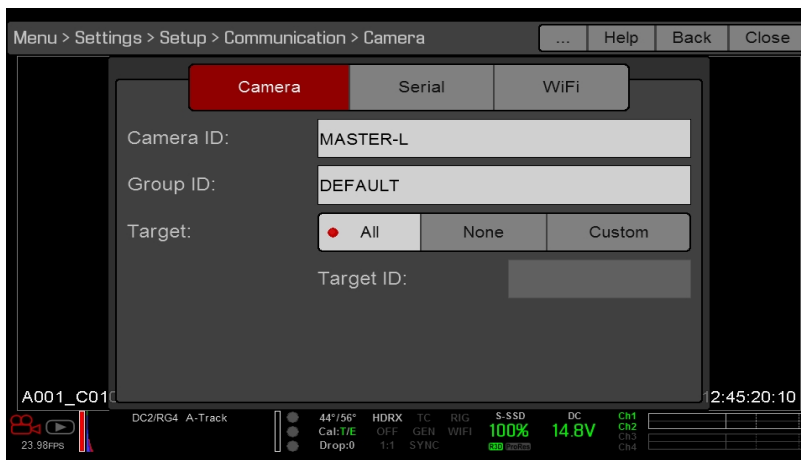 Menu > Settings > Setup > Communication > Camera ... Help Back Close
Camera Serial WiFi
Camera ID: MASTER-L
Group ID: DEFAULT
Target: All None Custom
Target ID:
A001_C01 2:45:20:10
DC2/RG4 A-Track 44°/56° HDRX TC RIG S-SSD DC Ch1
Cal:T/E OFF GEN WIFI 100% 14.8V Ch2
23.98FPS Drop:0 1:1 SYNC R3D ProRes Ch3
Ch4